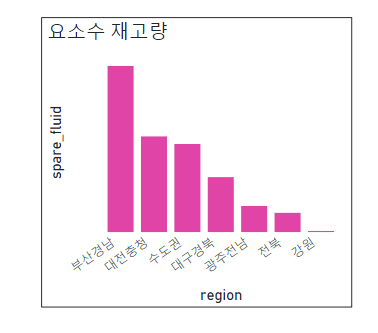 요소수 재고량
spare_fluid
부산경남
대전충청
수도권
대구경북
광주전남
전북
강원
region